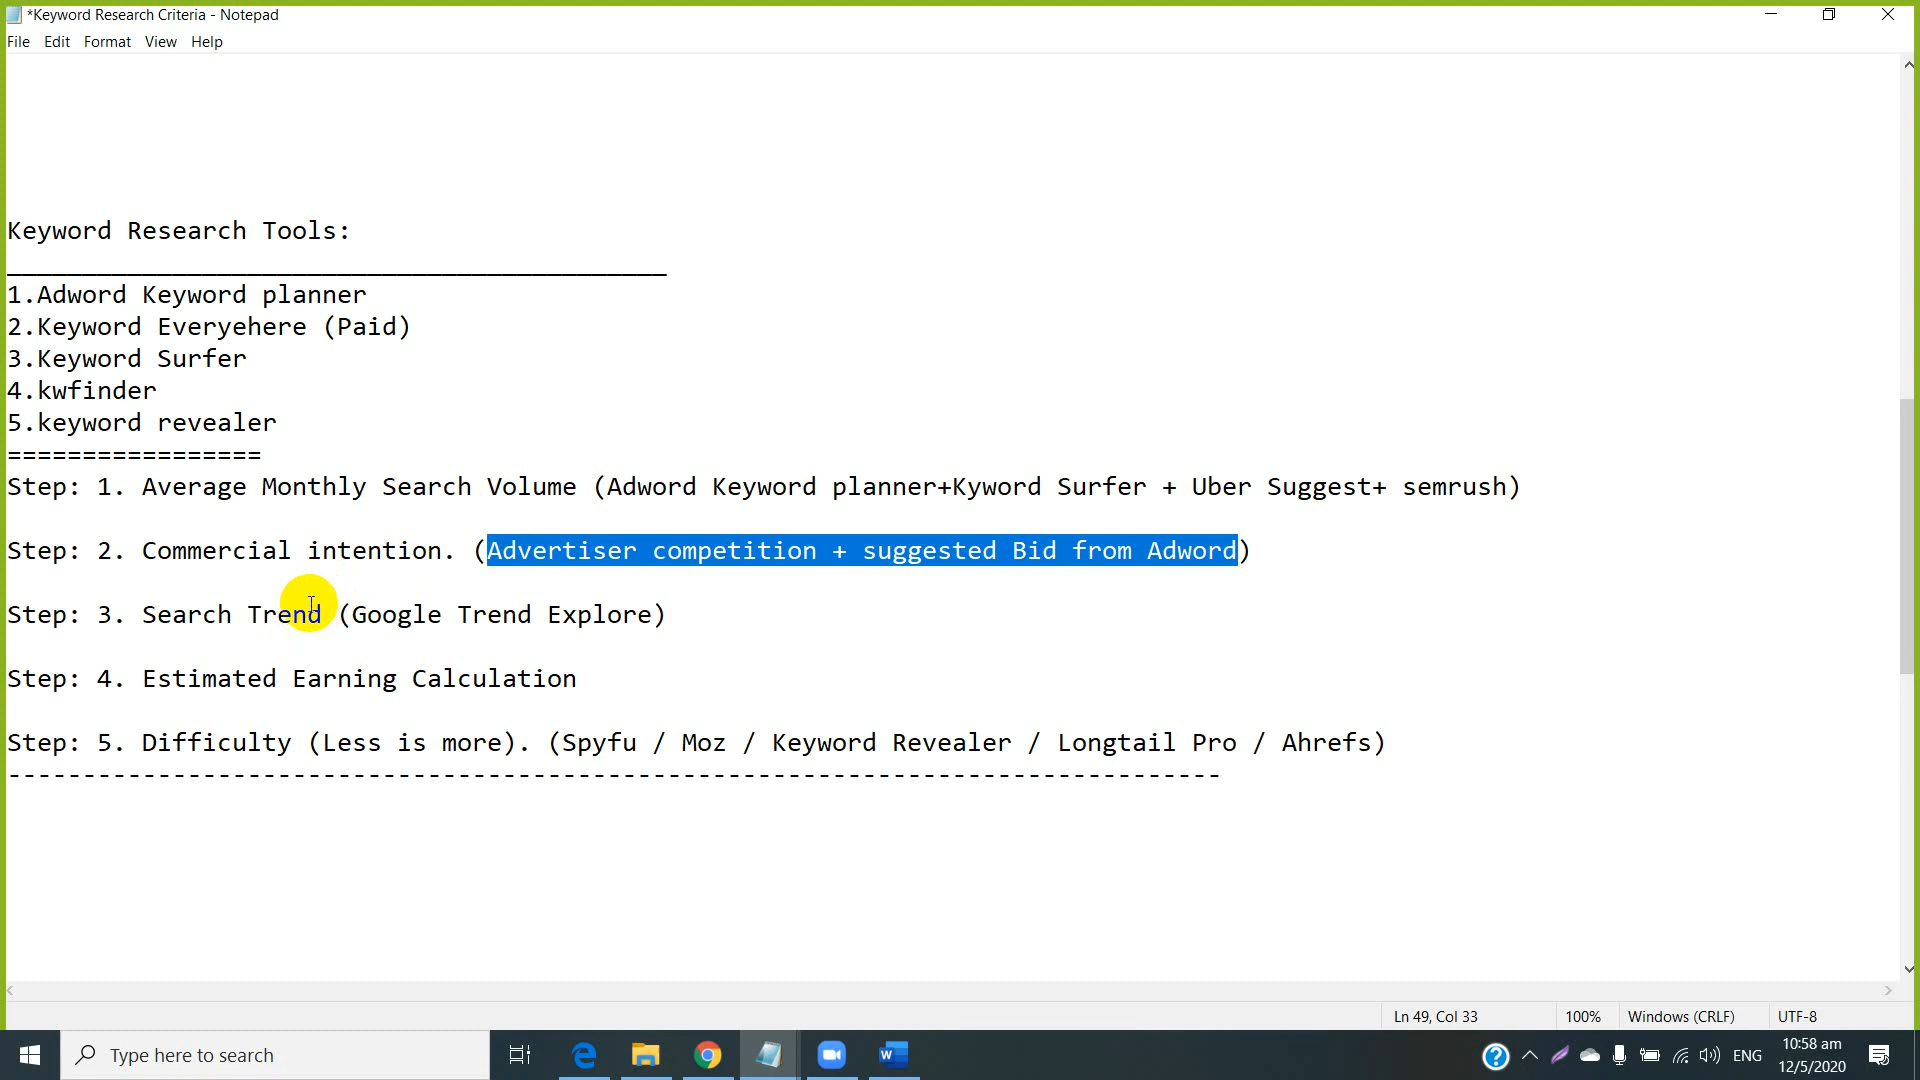 *Keyword Research Criteria - Notepad
File Edit Format View Help
Keyword Research Tools:
____________________________________________
1.Adword Keyword planner
2.Keyword Everyehere (Paid)
3.Keyword Surfer
4.kwfinder
5.keyword revealer
=================
Step: 1. Average Monthly Search Volume (Adword Keyword planner+Kyword Surfer + Uber Suggest+ semrush)
Step: 2. Commercial intention. (Advertiser competition + suggested Bid from Adword)
Step: 3. Search Trend (Google Trend Explore)
Step: 4. Estimated Earning Calculation
Step: 5. Difficulty (Less is more). (Spyfu / Moz / Keyword Revealer / Longtail Pro / Ahrefs)
---------------------------------------------------------------------------------
Ln 49, Col 33 100% Windows (CRLF) UTF-8
Type here to search
ENG
10:58 am
12/5/2020